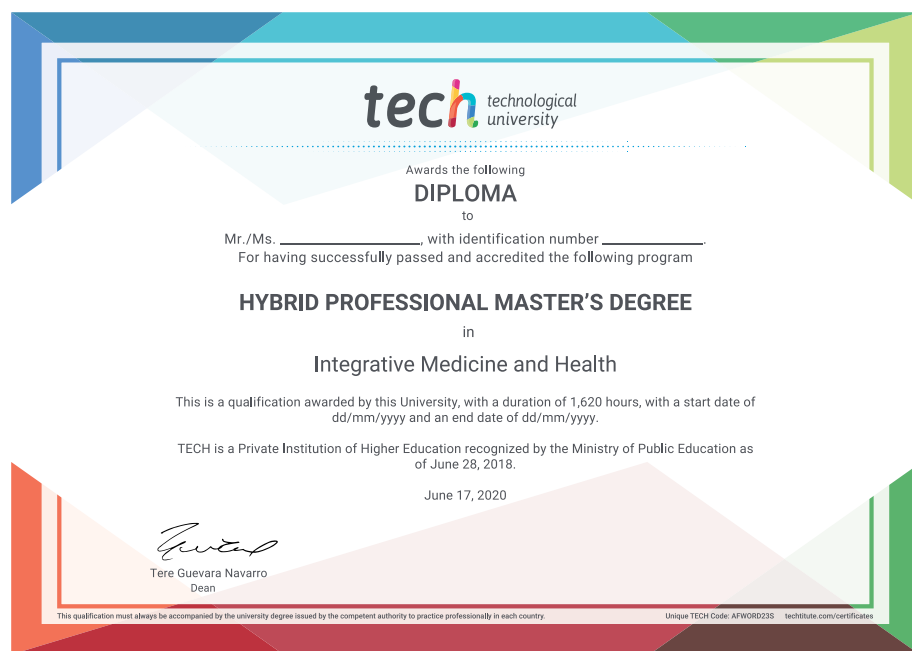 tech technological
university
Awards the following
DIPLOMA
to
Mr./Ms. ____________________, with identification number ______________.
For having successfully passed and accredited the following program
HYBRID PROFESSIONAL MASTER'S DEGREE
in
Integrative Medicine and Health
This is a qualification awarded by this University, with a duration of 1,620 hours, with a start date of
dd/mm/yyyy and an end date of dd/mm/yyyy.
TECH is a Private Institution of Higher Education recognized by the Ministry of Public Education as
of June 28, 2018.
June 17, 2020
Tere Guevara Navarro
Dean
This qualification must always be accompanied by the university degree issued by the competent authority to practice professionally in each country.
Unique TECH Code: AFWORD23S techtitute.com/certificates